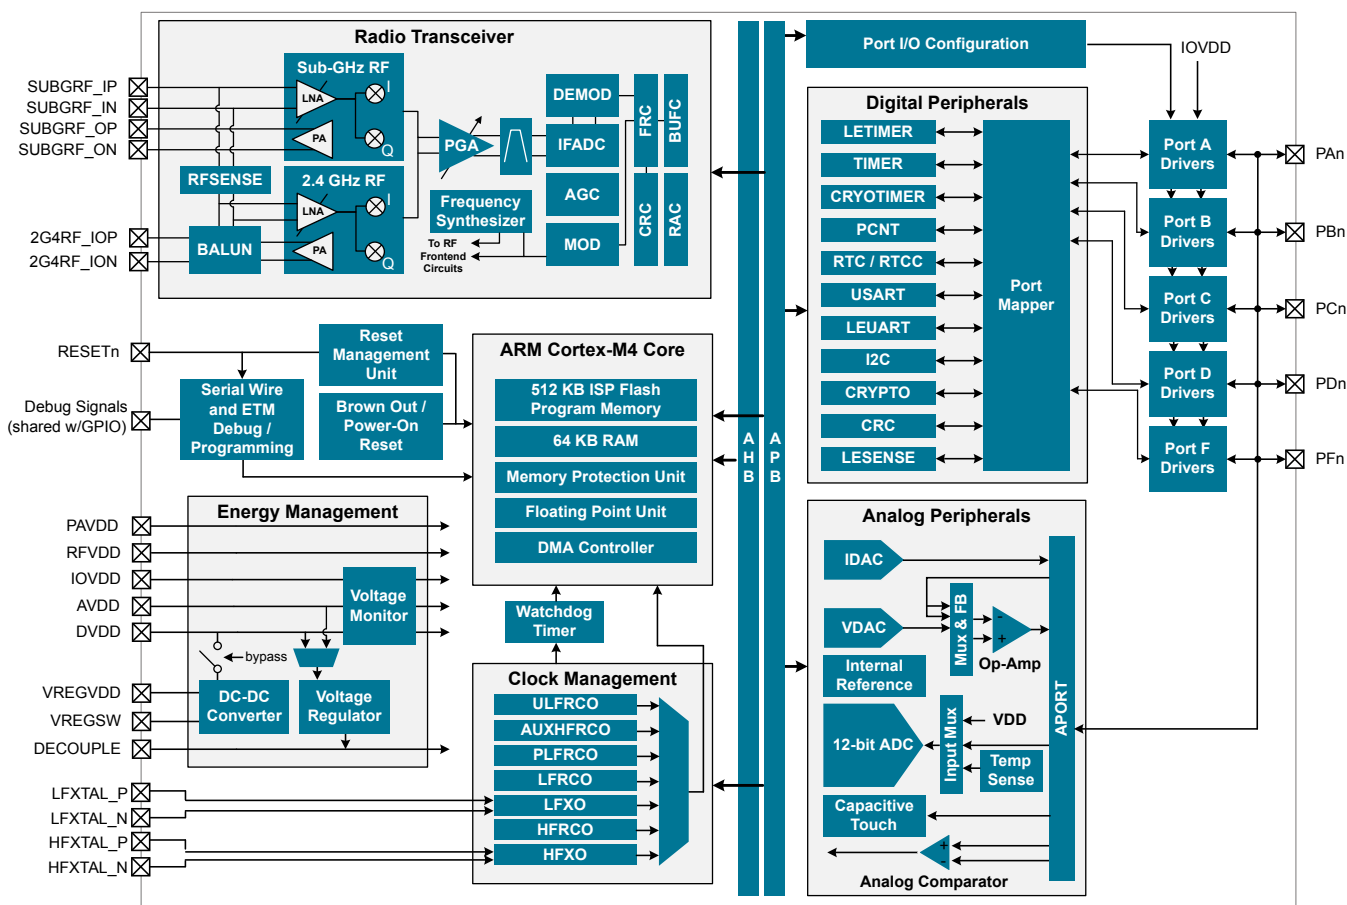 Radio Transceiver
SUBGRF_IP
SUBGRF_IN
SUBGRF_OP
SUBGRF_ON
2G4RF_IOP
2G4RF_ION
Sub-GHz RF
LNA
I
PA
Q
RFSENSE
2.4 GHz RF
LNA
I
PA
Q
BALUN
PGA
Frequency
Synthesizer
To RF
Frontend
Circuits
DEMOD
IFADC
AGC
MOD
FRC
BUFC
CRC
RAC
RESETn
Debug Signals
(shared w/GPIO)
Reset
Management
Unit
Serial Wire
and ETM
Debug /
Programming
Brown Out /
Power-On
Reset
ARM Cortex-M4 Core
512 KB ISP Flash
Program Memory
64 KB RAM
Memory Protection Unit
Floating Point Unit
DMA Controller
Watchdog
Timer
Energy Management
PAVDD
RFVDD
IOVDD
AVDD
DVDD
VREGVDD
VREGSW
DECOUPLE
Voltage
Monitor
bypass
DC-DC
Converter
Voltage
Regulator
Clock Management
ULFRCO
AUXHFRCO
PLFRCO
LFRCO
LFXO
HFRCO
HFXO
LFXTAL_P
LFXTAL_N
HFXTAL_P
HFXTAL_N
AHB
APB
Port I/O Configuration
IOVDD
Digital Peripherals
LETIMER
TIMER
CRYOTIMER
PCNT
RTC / RTCC
USART
LEUART
I2C
CRYPTO
CRC
LESENSE
Port
Mapper
Port A
Drivers
Port B
Drivers
Port C
Drivers
Port D
Drivers
Port F
Drivers
PAn
PBn
PCn
PDn
PFn
Analog Peripherals
IDAC
VDAC
Mux & FB
-
+
Op-Amp
Internal
Reference
12-bit ADC
Input Mux
VDD
Temp
Sense
APORT
Capacitive
Touch
+
-
Analog Comparator